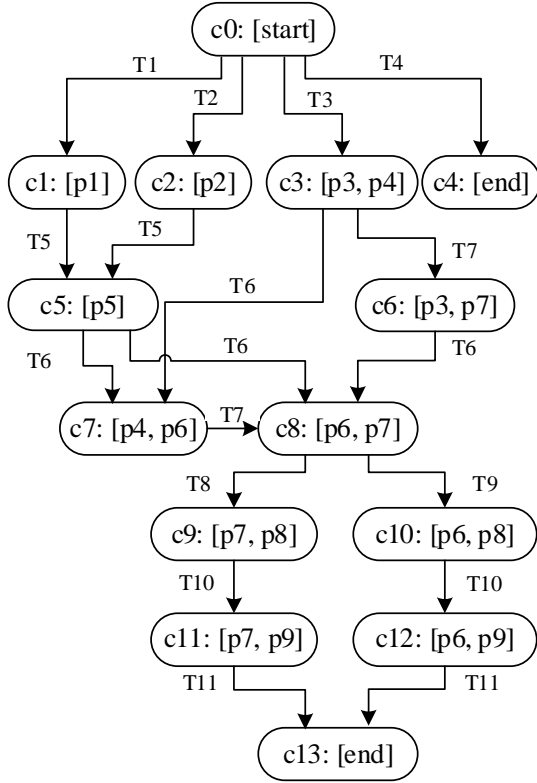 c0: [start]
T1
T2
T3
T4
c1: [p1]
c2: [p2]
c3: [p3, p4]
c4: [end]
T5
T5
T6
T7
c5: [p5]
c6: [p3, p7]
T6
T6
T6
c7: [p4, p6]
T7
c8: [p6, p7]
T8
T9
c9: [p7, p8]
c10: [p6, p8]
T10
T10
c11: [p7, p9]
c12: [p6, p9]
T11
T11
c13: [end]